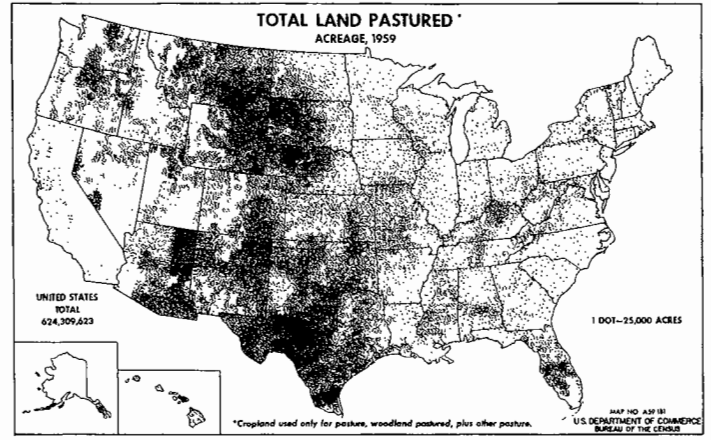 TOTAL LAND PASTURED*
ACREAGE, 1959
UNITED STATES
TOTAL
624,309,623
1 DOT—25,000 ACRES
*Cropland used only for pasture, woodland pastured, plus other pasture.
MAP NO A59 181
U.S. DEPARTMENT OF COMMERCE
BUREAU OF THE CENSUS